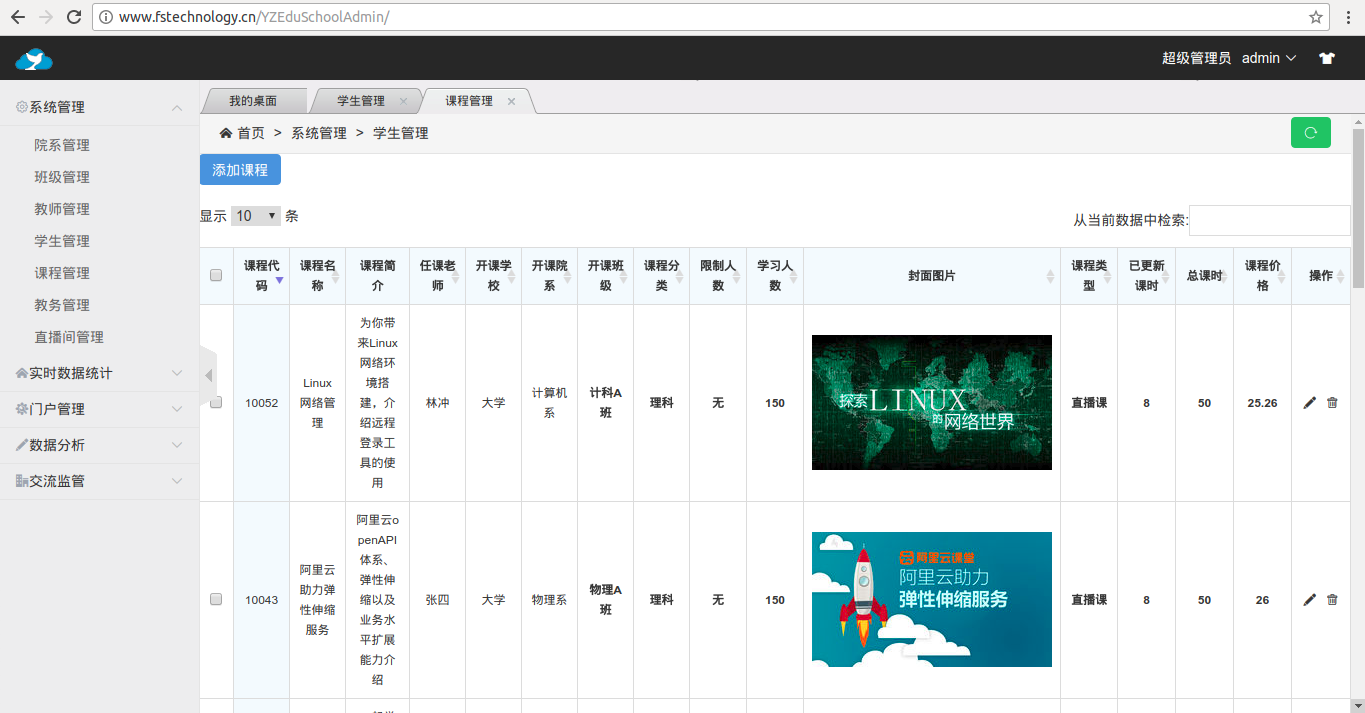 www.fstechnology.cn/YZEduSchoolAdmin/
超级管理员 admin
系统管理
院系管理
班级管理
教师管理
学生管理
课程管理
教务管理
直播间管理
实时数据统计
门户管理
数据分析
交流监管
我的桌面
学生管理
课程管理
首页 > 系统管理 > 学生管理
添加课程
显示 10 条
从当前数据中检索:
课程代
码
课程名
称
课程简
介
任课老
师
开课学
校
开课院
系
开课班
级
课程分
类
限制人
数
学习人
数
封面图片
课程类
型
已更新
课时
总课时
课程价
格
操作
10052
Linux
网络管
理
为你带
来Linux
网络环
境搭
建，介
绍远程
登录工
具的使
用
林冲
大学
计算机
系
计科A
班
理科
无
150
探索LINUX
的网络世界
直播课
8
50
25.26
10043
阿里云
助力弹
性伸缩
服务
阿里云o
penAPI
体系、
弹性伸
缩以及
业务水
平扩展
能力介
绍
张四
大学
物理系
物理A
班
理科
无
150
阿里云课堂
阿里云助力
弹性伸缩服务
直播课
8
50
26